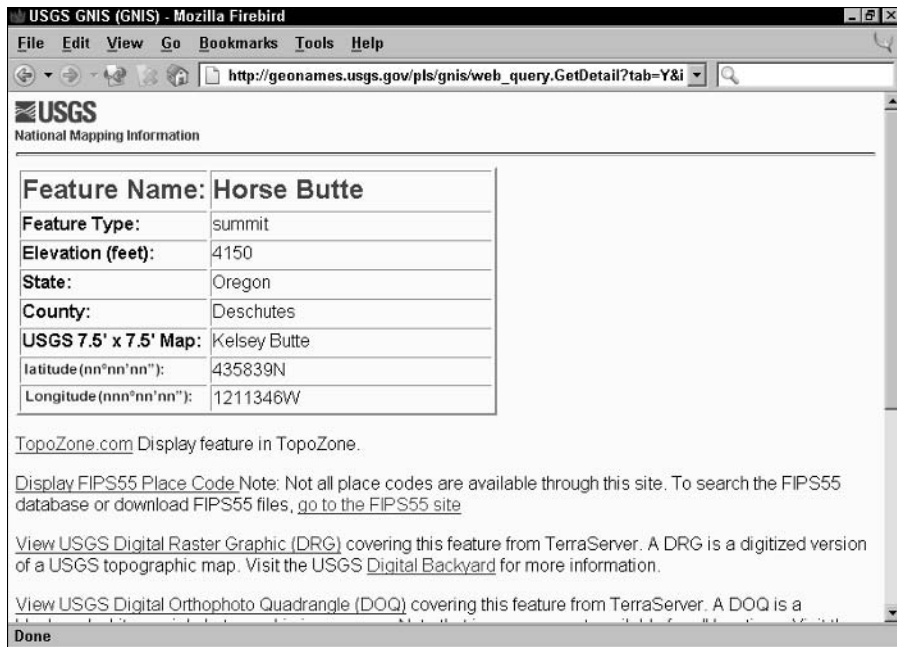 USGS GNIS (GNIS) - Mozilla Firebird
File Edit View Go Bookmarks Tools Help
http://geonames.usgs.gov/pls/gnis/web_query.GetDetail?tab=Y&i
USGS
National Mapping Information
Feature Name: Horse Butte
Feature Type: summit
Elevation (feet): 4150
State: Oregon
County: Deschutes
USGS 7.5' x 7.5' Map: Kelsey Butte
latitude(nnºnn'nn"): 435839N
Longitude(nnnºnn'nn"): 1211346W
TopoZone.com Display feature in TopoZone.
Display FIPS55 Place Code Note: Not all place codes are available through this site. To search the FIPS55
database or download FIPS55 files, go to the FIPS55 site
View USGS Digital Raster Graphic (DRG) covering this feature from TerraServer. A DRG is a digitized version
of a USGS topographic map. Visit the USGS Digital Backyard for more information.
View USGS Digital Orthophoto Quadrangle (DOQ) covering this feature from TerraServer. A DOQ is a
Done